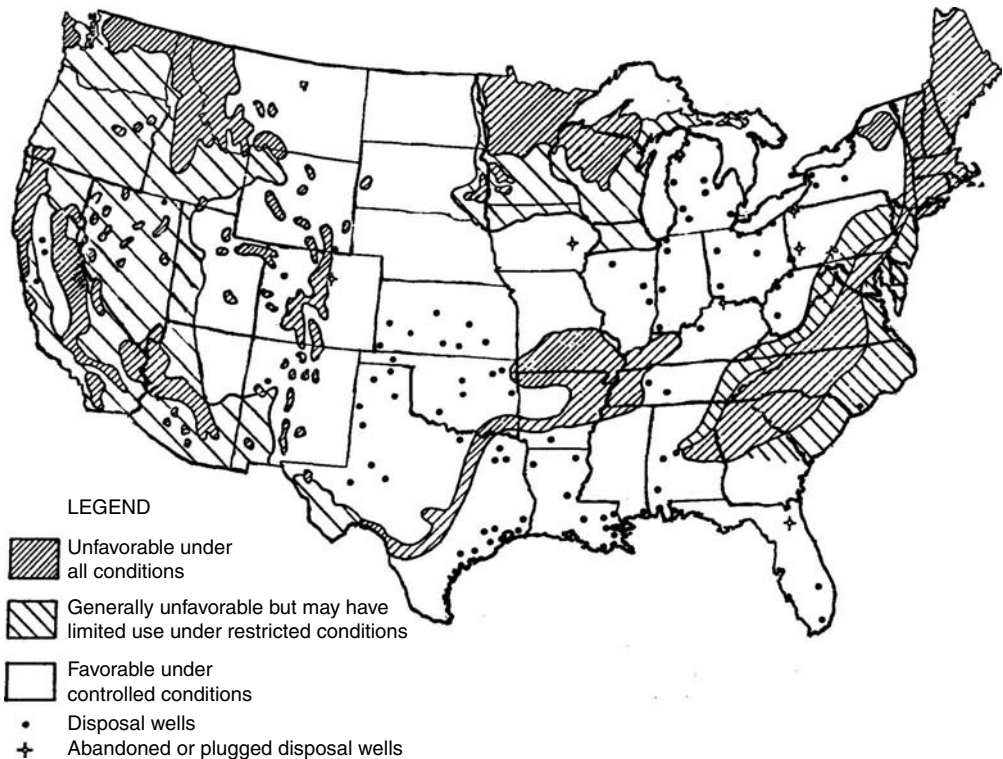 LEGEND
Unfavorable under
all conditions
Generally unfavorable but may have
limited use under restricted conditions
Favorable under
controlled conditions
Disposal wells
Abandoned or plugged disposal wells